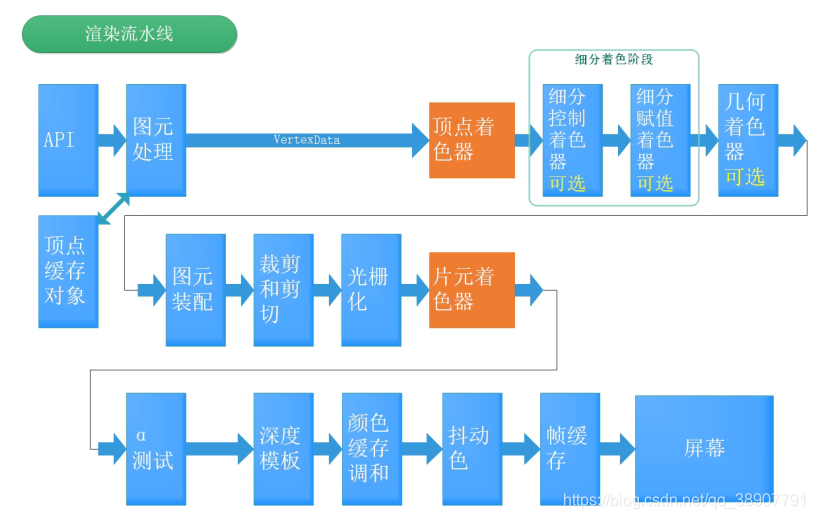 渲染流水线
细分着色阶段
API
图元
处理
VertexData
顶点着
色器
细分
控制
着色
器
可选
细分
赋值
着色
器
可选
几何
着色
器
可选
顶点
缓存
对象
图元
装配
裁剪
和剪
切
光栅
化
片元着
色器
α
测试
深度
模板
颜色
缓存
调和
抖动
色
帧缓
存
屏幕
https://blog.csdn.net/qq_38907791